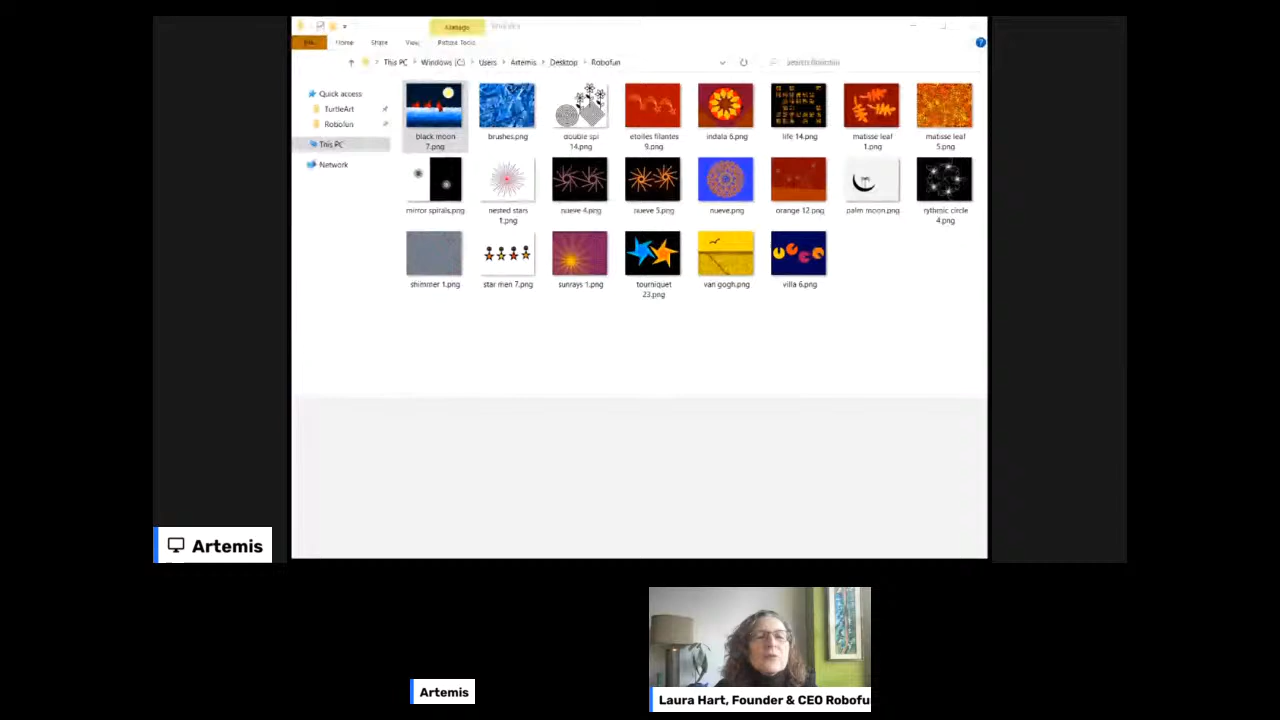 Manage
File
Home
Share
View
Picture Tools
This PC
Windows (C:)
Users
Artemis
Desktop
Robofun
Quick access
TurtleArt
Robofun
This PC
Network
black moon
7.png
brushes.png
double spi
14.png
etoiles filantes
9.png
indala 6.png
life 14.png
matisse leaf
1.png
matisse leaf
5.png
mirror spirals.png
nested stars
1.png
nueve 4.png
nueve 5.png
nueve.png
orange 12.png
palm moon.png
rytmic circle
4.png
shimmer 1.png
star men 7.png
sunrays 1.png
tourniquet
23.png
van gogh.png
villa 6.png
Artemis
Artemis
Laura Hart, Founder & CEO Robofu